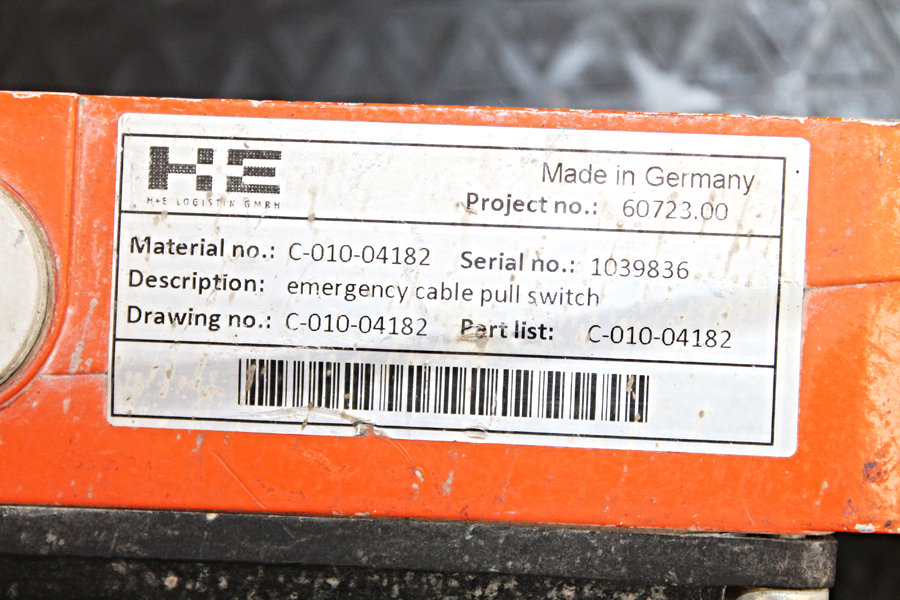 H+E
H+E LOGISTIK GMBH
Made in Germany
Project no.: 60723.00
Material no.: C-010-04182 Serial no.: 1039836
Description: emergency cable pull switch
Drawing no.: C-010-04182 Part list: C-010-04182